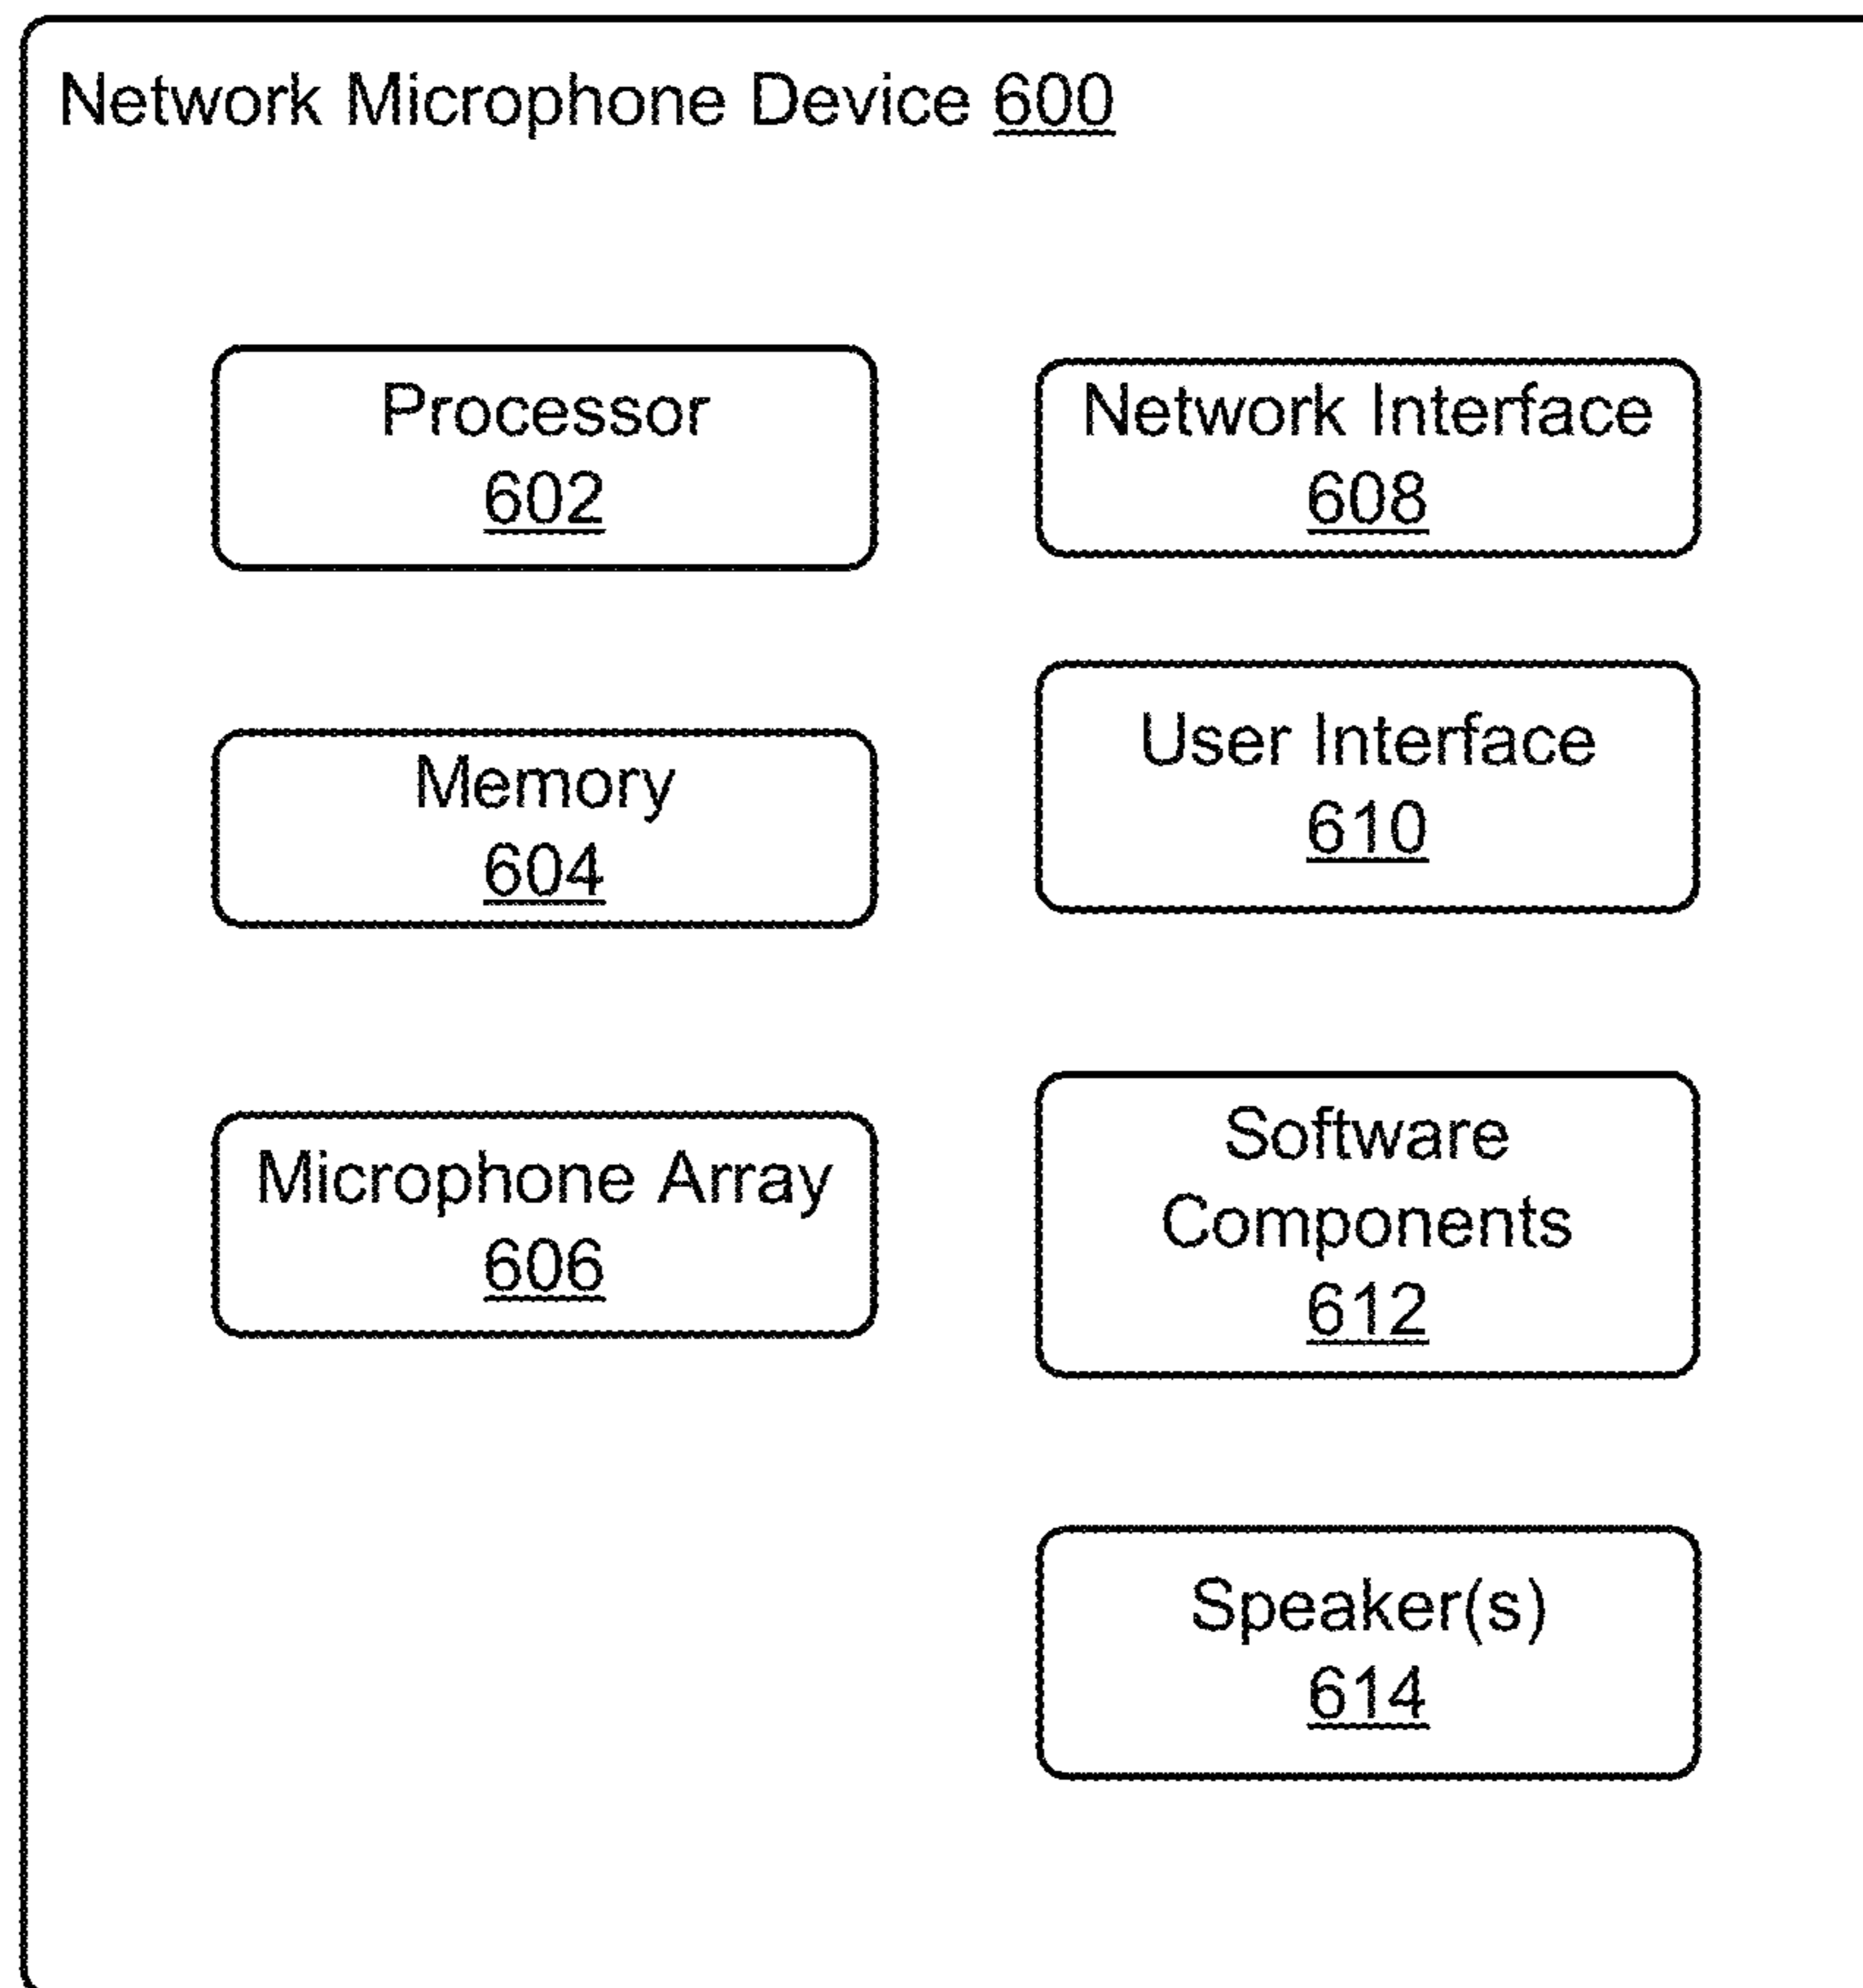 Network Microphone Device 600
Processor
602
Network Interface
608
Memory
604
User Interface
610
Microphone Array
606
Software
Components
612
Speaker(s)
614